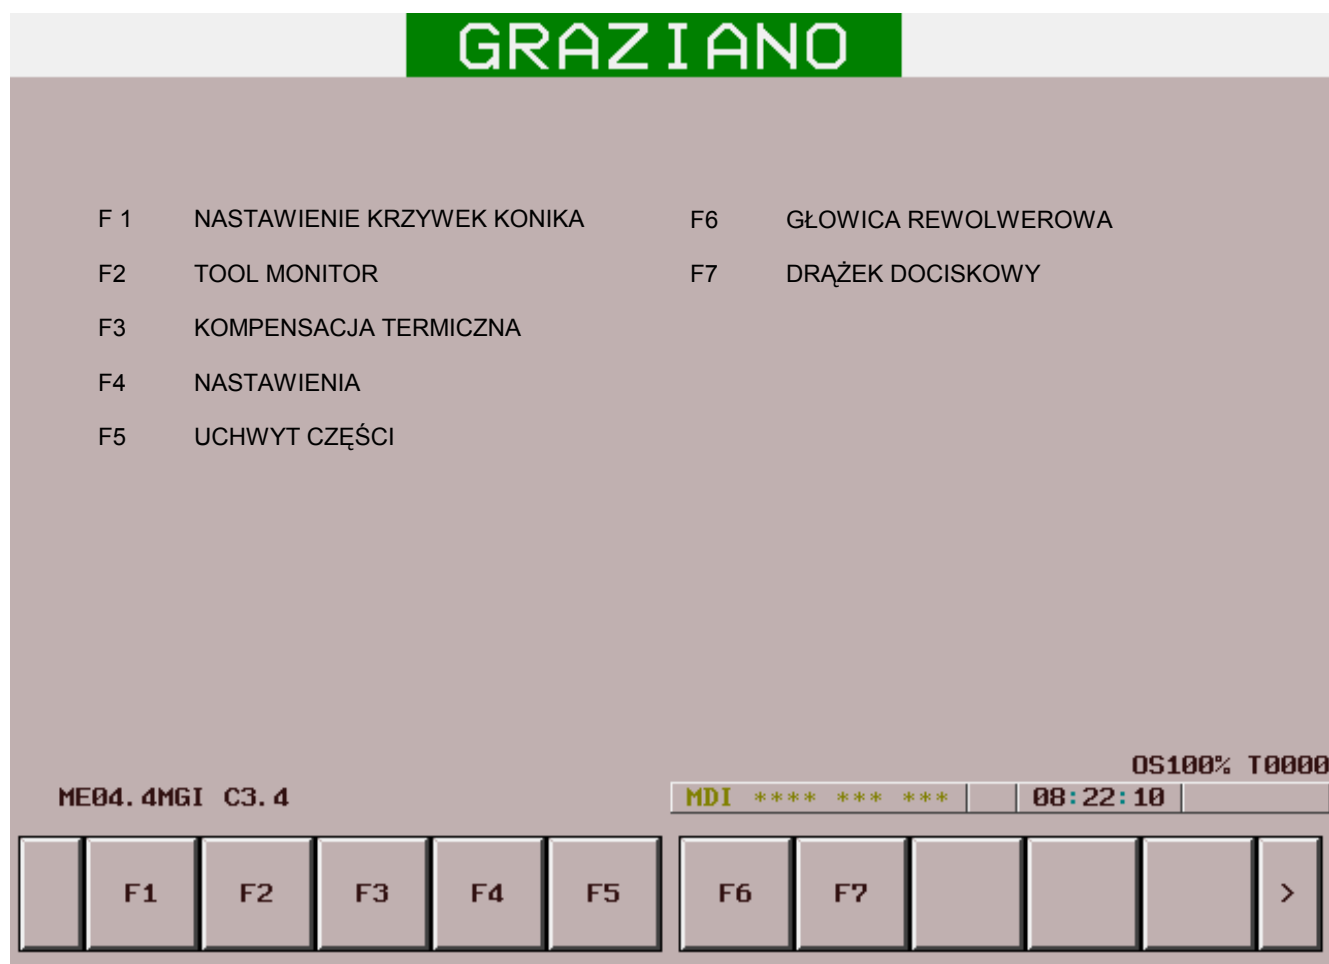 GRAZIANO
F 1 NASTAWIENIE KRZYWEK KONIKA
F2 TOOL MONITOR
F3 KOMPENSACJA TERMICZNA
F4 NASTAWIENIA
F5 UCHWYT CZĘŚCI
F6 GŁOWICA REWOLWEROWA
F7 DRĄŻEK DOCISKOWY
OS100% T0000
ME04.4MGI C3.4
MDI **** *** *** 08:22:10
F1 F2 F3 F4 F5 F6 F7 >